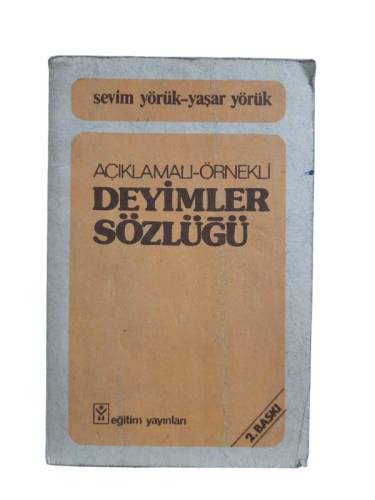 sevim yörük-yaşar yörük
AÇIKLAMALI-ÖRNEKLİ
DEYİMLER
SÖZLÜĞÜ
eğitim yayınları
2. BASKI